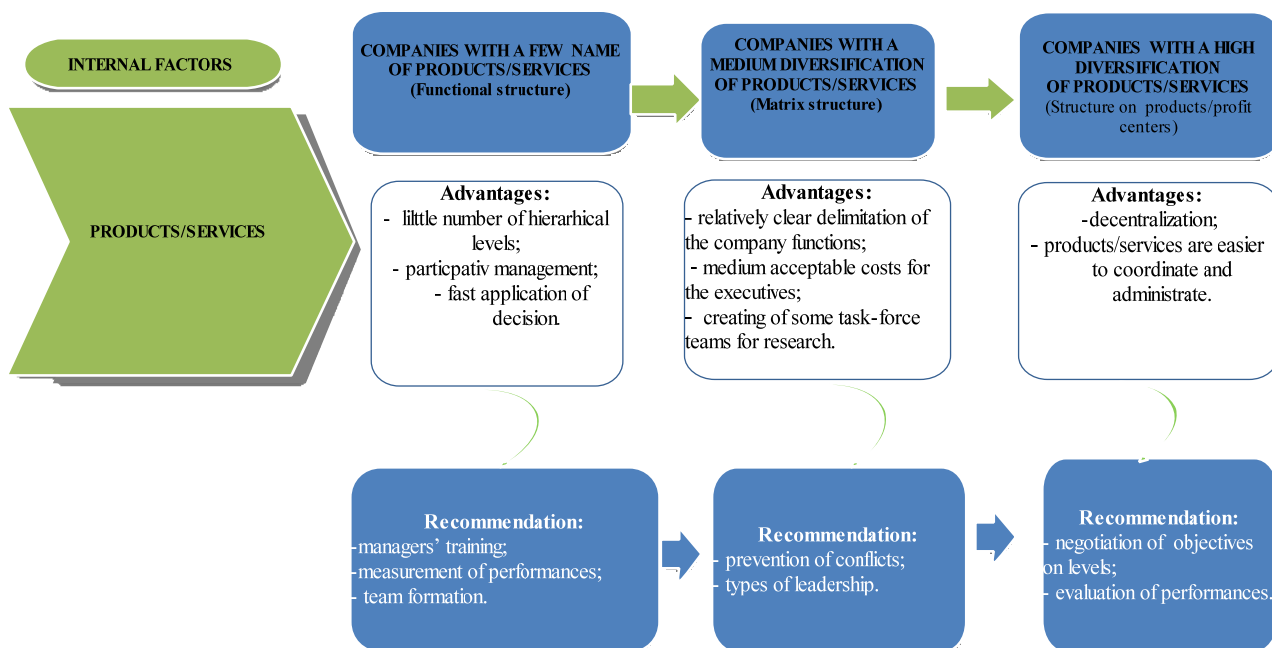 INTERNAL FACTORS
PRODUCTS/SERVICES
COMPANIES WITH A FEW NAME
OF PRODUCTS/SERVICES
(Functional structure)
COMPANIES WITH A
MEDIUM DIVERSIFICATION
OF PRODUCTS/SERVICES
(Matrix structure)
COMPANIES WITH A HIGH
DIVERSIFICATION
OF PRODUCTS/SERVICES
(Structure on products/profit
centers)
Advantages:
- lilttle number of hierarhical
levels;
- particpativ management;
- fast application of
decision.
Advantages:
- relatively clear delimitation of
the company functions;
- medium acceptable costs for
the executives;
- creating of some task-force
teams for research.
Advantages:
-decentralization;
- products/services are easier
to coordinate and
administrate.
Recommendation:
-managers’ training;
-measurement of performances;
- team formation.
Recommendation:
- prevention of conflicts;
- types of leadership.
Recommendation:
- negotiation of objectives
on levels;
- evaluation of performances.